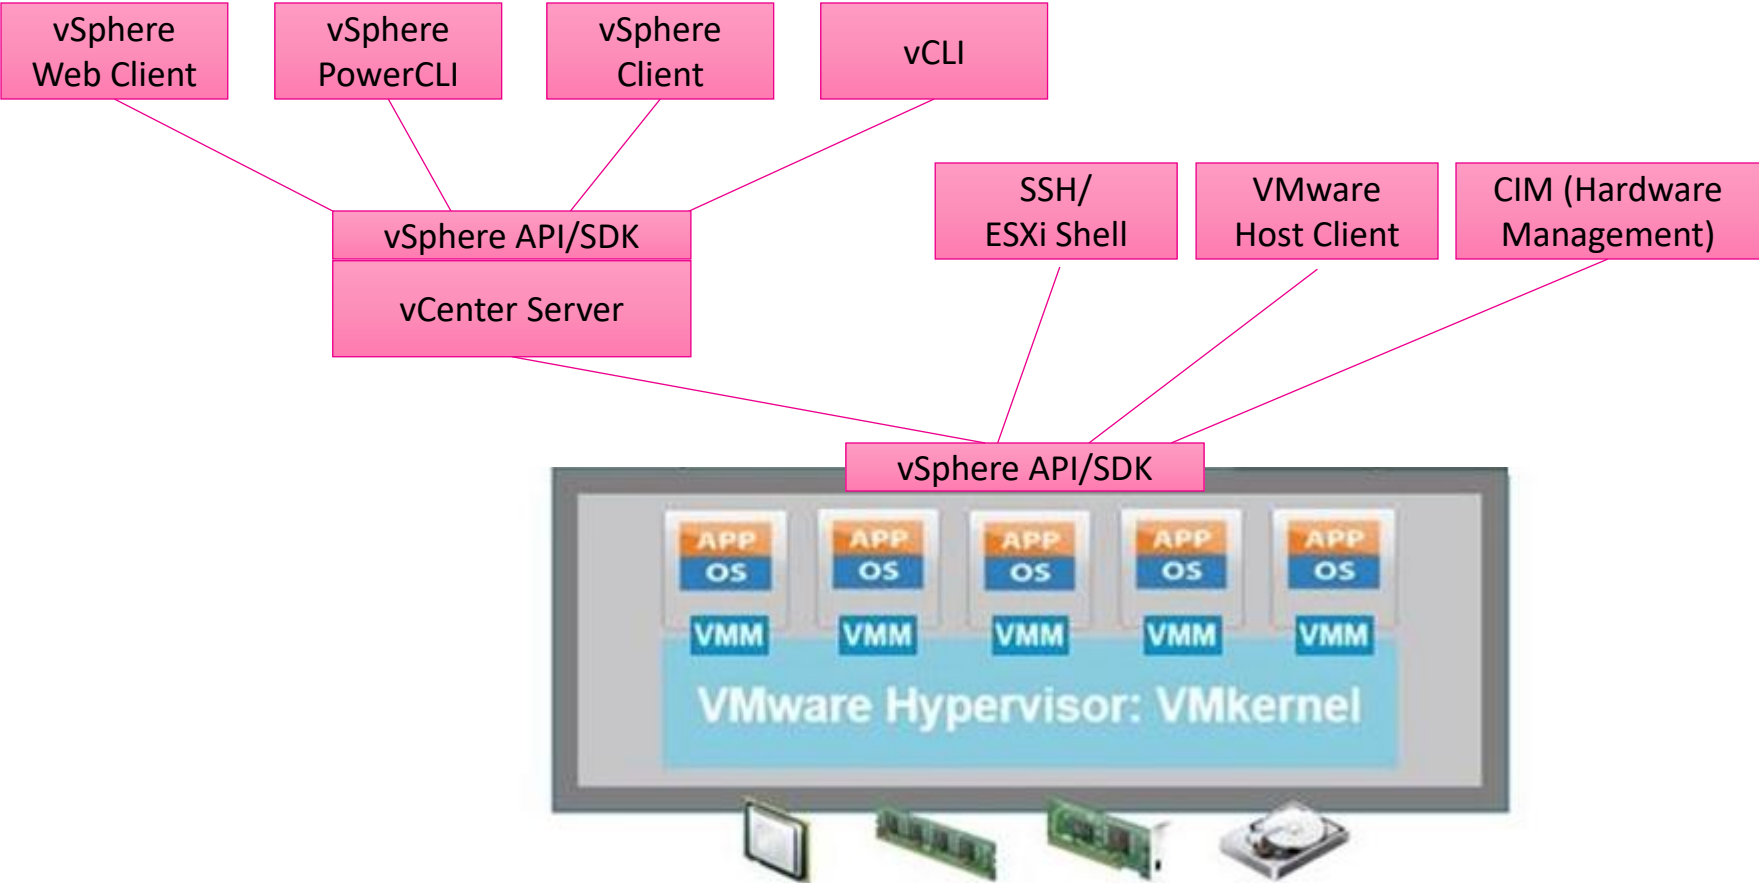 vSphere
Web Client
vSphere
PowerCLI
vSphere
Client
vCLI
SSH/
ESXi Shell
VMware
Host Client
CIM (Hardware
Management)
vSphere API/SDK
vCenter Server
vSphere API/SDK
APP
OS
VMM
APP
OS
VMM
APP
OS
VMM
APP
OS
VMM
APP
OS
VMM
VMware Hypervisor: VMkernel